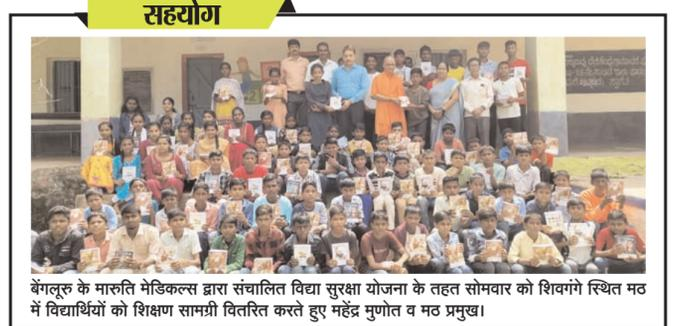 सहयोग
बेंगलूरु के मारुति मेडिकल्स द्वारा संचालित विद्या सुरक्षा योजना के तहत सोमवार को शिवगंगे स्थित मठ
में विद्यार्थियों को शिक्षण सामग्री वितरित करते हुए महेंद्र मुणोत व मठ प्रमुख।